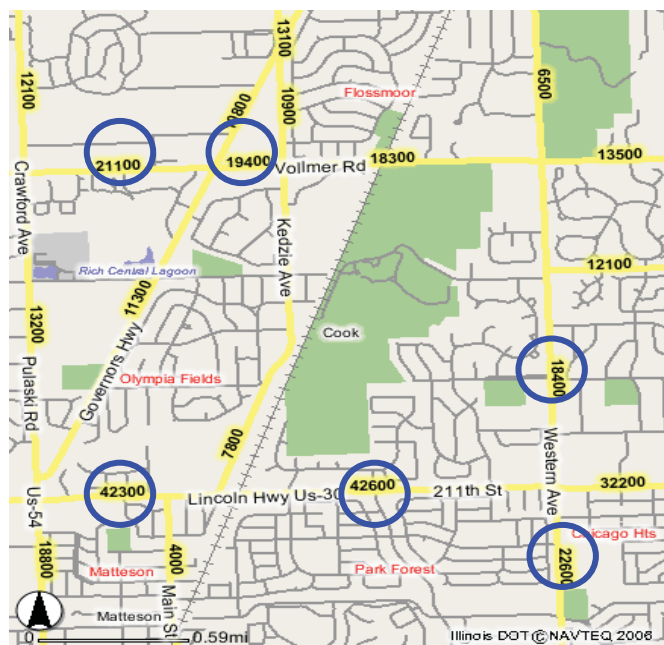 13100
12100
6500
10900
Flossmoor
9800
21100
19400
Vollmer Rd
18300
13500
Crawford Ave
Kedzie Ave
Rich Central Lagoon
12100
11300
Cook
13200
Governors Hwy
18400
Pulaski Rd
Olympia Fields
7800
Western Ave
42300
Lincoln Hwy Us-30
42600
211th St
32200
Us-54
18800
4000
Chicago Hts
22600
Matteson
Park Forest
Matteson
Main St
0
0.59mi
Illinois DOT © NAVTEQ 2006